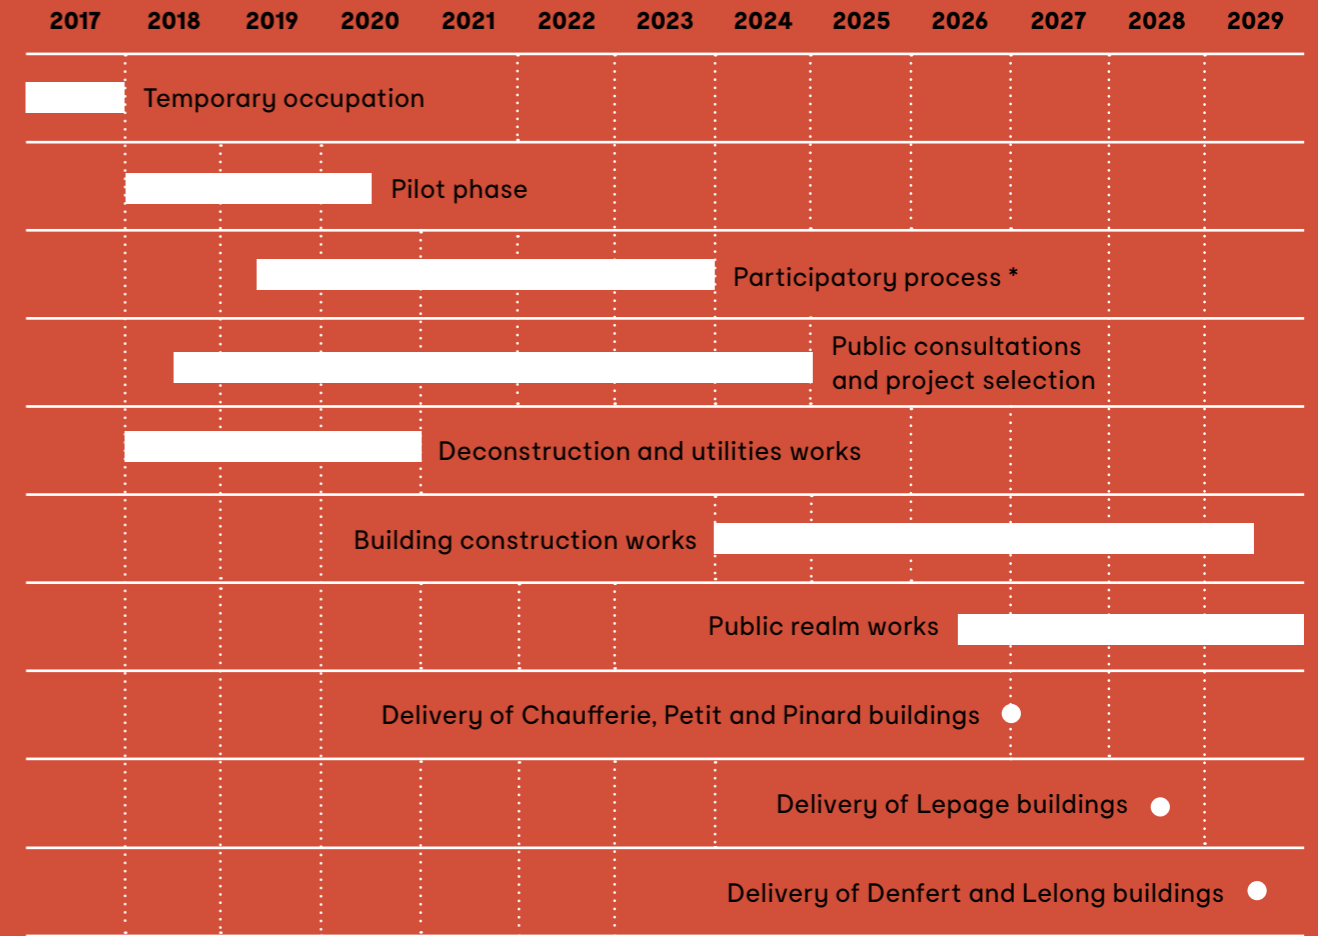 2017 2018 2019 2020 2021 2022 2023 2024 2025 2026 2027 2028 2029
Temporary occupation
Pilot phase
Participatory process *
Public consultations
and project selection
Deconstruction and utilities works
Building construction works
Public realm works
Delivery of Chaufferie, Petit and Pinard buildings
Delivery of Lepage buildings
Delivery of Denfert and Lelong buildings